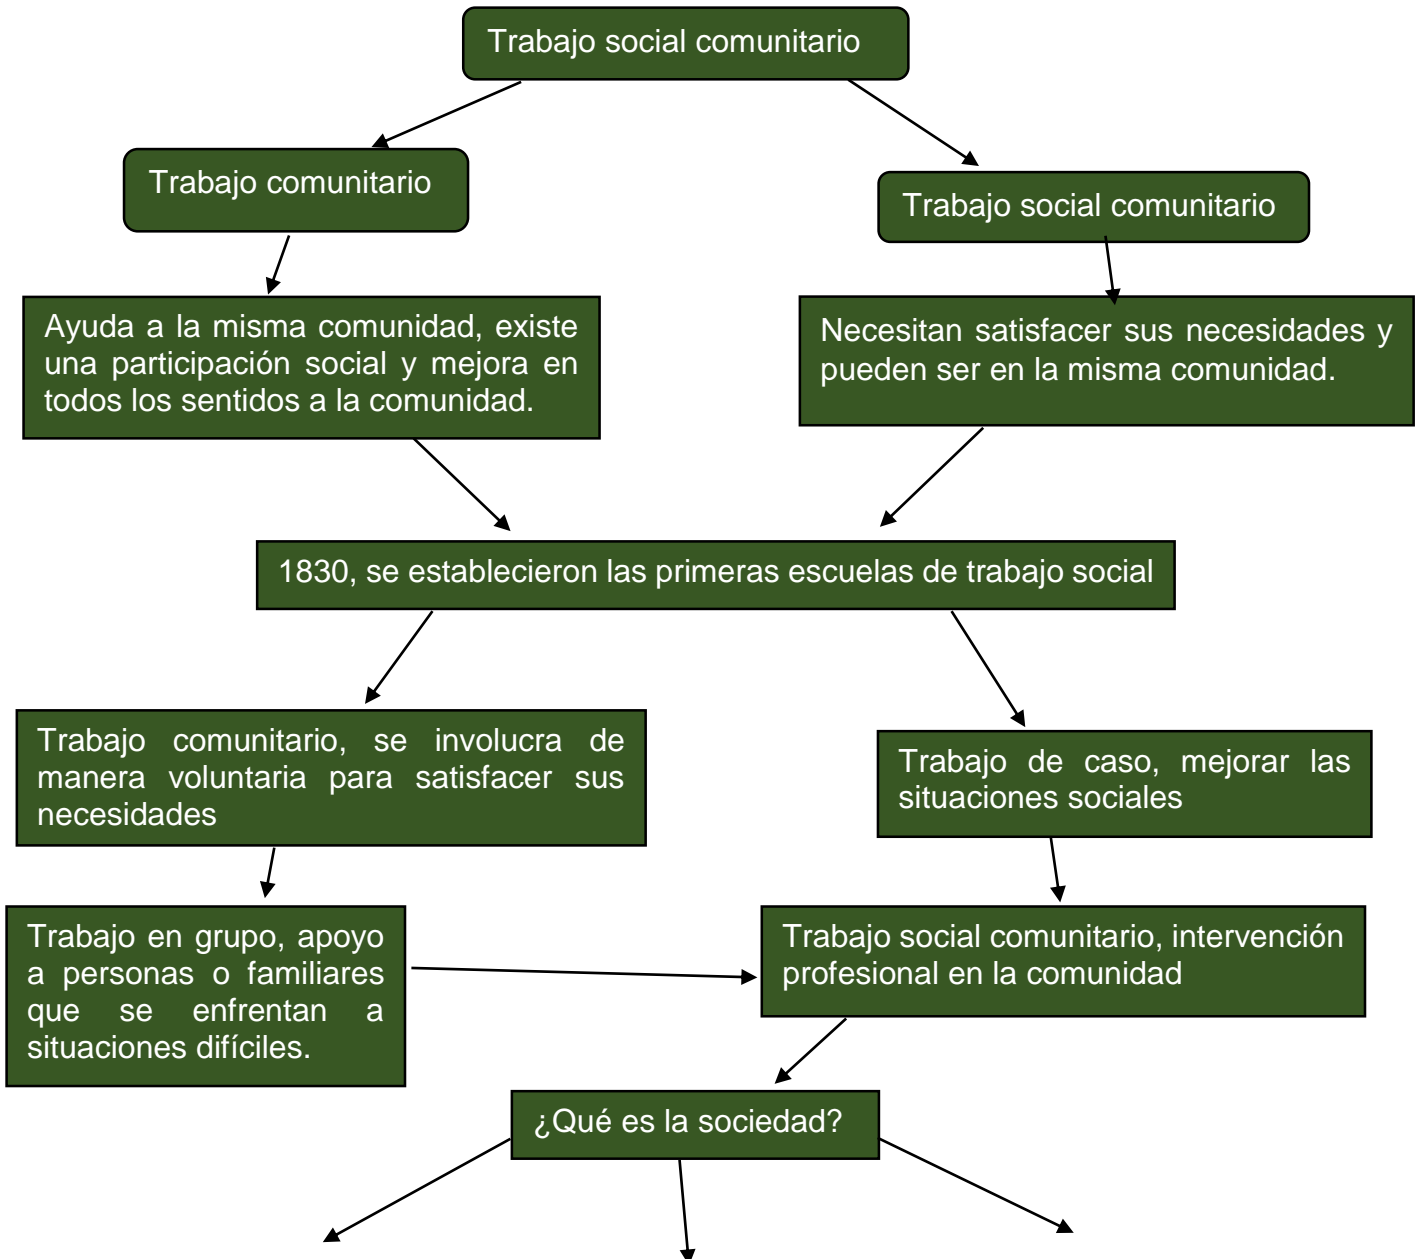 Trabajo social comunitario
Trabajo comunitario
Trabajo social comunitario
Ayuda a la misma comunidad, existe
una participación social y mejora en
todos los sentidos a la comunidad.
Necesitan satisfacer sus necesidades y
pueden ser en la misma comunidad.
1830, se establecieron las primeras escuelas de trabajo social
Trabajo comunitario, se involucra de
manera voluntaria para satisfacer sus
necesidades
Trabajo de caso, mejorar las
situaciones sociales
Trabajo en grupo, apoyo
a personas o familiares
que se enfrentan a
situaciones difíciles.
Trabajo social comunitario, intervención
profesional en la comunidad
¿Qué es la sociedad?